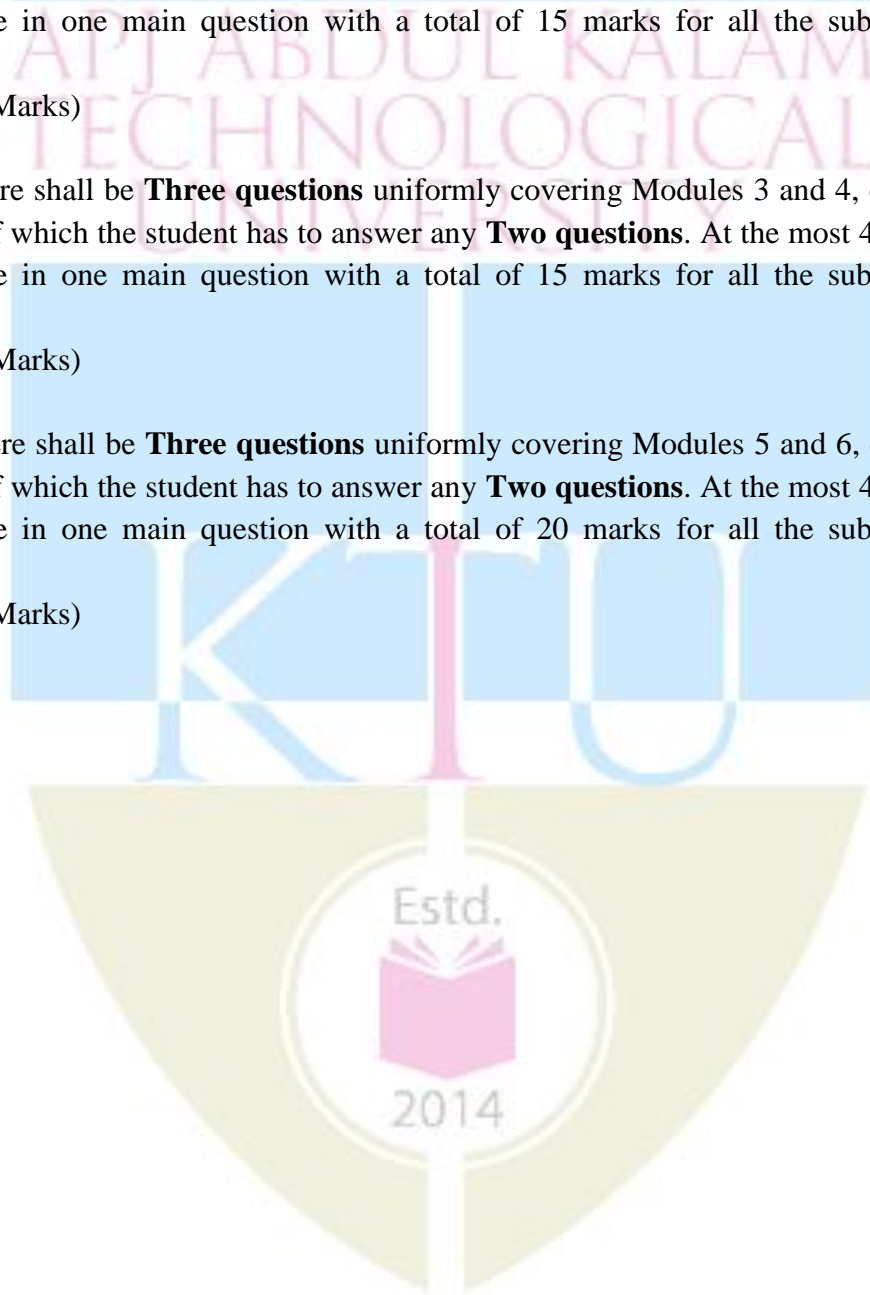 e in one main question with a total of 15 marks for all the sub
APJ ABDUL KALAM
Marks)
TECHNOLOGICAL
re shall be Three questions uniformly covering Modules 3 and 4,
UNIVERSITY
which the student has to answer any Two questions. At the most 4
e in one main question with a total of 15 marks for all the sub
Marks)
ere shall be Three questions uniformly covering Modules 5 and 6,
which the student has to answer any Two questions. At the most 4
e in one main question with a total of 20 marks for all the sub
Marks)
KTU
Estd.
2014